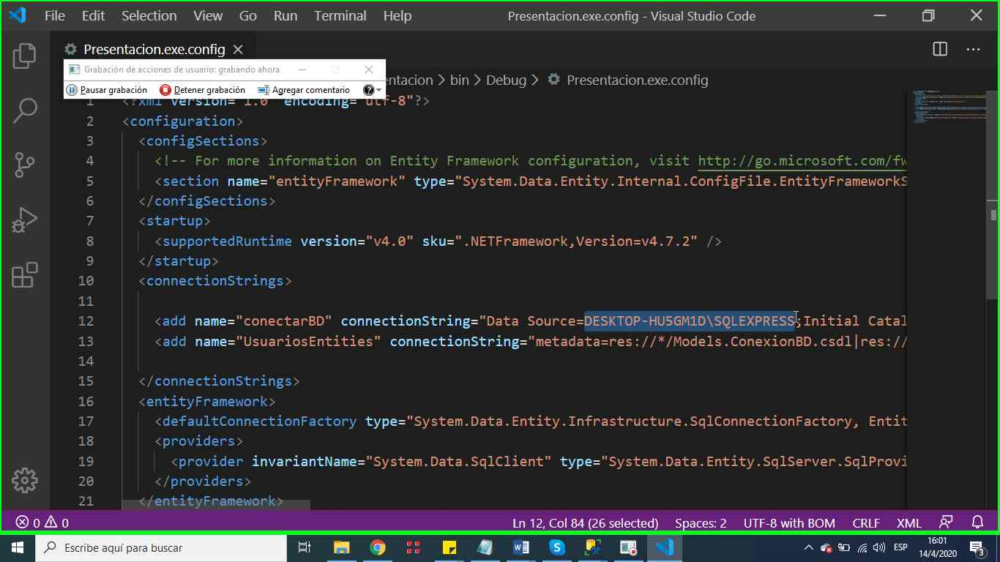 File Edit Selection View Go Run Terminal Help Presentacion.exe.config - Visual Studio Code
Presentacion.exe.config
Grabación de acciones de usuario: grabando ahora
ntacion > bin > Debug > Presentacion.exe.config
Pausar grabación Detener grabación Agregar comentario
1 <?xml version="1.0" encoding="utf-8"?>
2 <configuration>
3 <configSections>
4 <!-- For more information on Entity Framework configuration, visit http://go.microsoft.com/fw
5 <section name="entityFramework" type="System.Data.Entity.Internal.ConfigFile.EntityFrameworkS
6 </configSections>
7 <startup>
8 <supportedRuntime version="v4.0" sku=".NETFramework,Version=v4.7.2" />
9 </startup>
10 <connectionStrings>
11
12 <add name="conectarBD" connectionString="Data Source=DESKTOP-HU5GM1D\SQLEXPRESS;Initial Catal
13 <add name="UsuariosEntities" connectionString="metadata=res://*/Models.ConexionBD.csdl|res://
14
15 </connectionStrings>
16 <entityFramework>
17 <defaultConnectionFactory type="System.Data.Entity.Infrastructure.SqlConnectionFactory, Entit
18 <providers>
19 <provider invariantName="System.Data.SqlClient" type="System.Data.Entity.SqlServer.SqlProvi
20 </providers>
21 </entityFramework>
0 0 Ln 12, Col 84 (26 selected) Spaces: 2 UTF-8 with BOM CRLF XML
Escribe aquí para buscar
ESP
16:01
14/4/2020
3